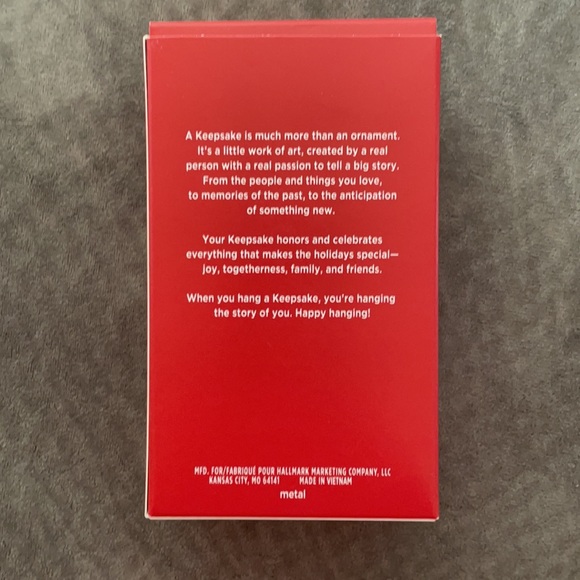 A Keepsake is much more than an ornament.
It's a little work of art, created by a real
person with a real passion to tell a big story.
From the people and things you love,
to memories of the past, to the anticipation
of something new.
Your Keepsake honors and celebrates
everything that makes the holidays special—
joy, togetherness, family, and friends.
When you hang a Keepsake, you're hanging
the story of you. Happy hanging!
MFD. FOR/FABRIQUÉ POUR HALLMARK MARKETING COMPANY, LLC
KANSAS CITY, MO 64141 MADE IN VIETNAM
metal